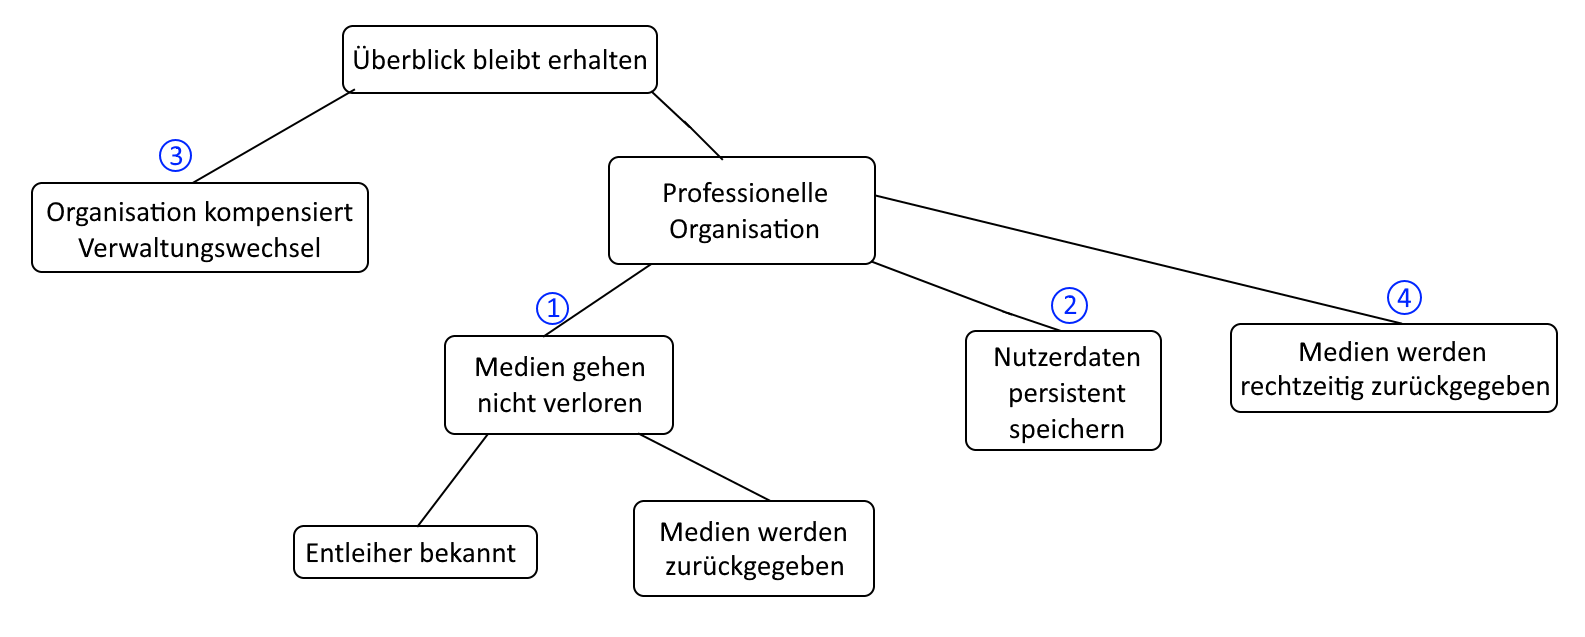 Überblick bleibt erhalten
3
Organisation kompensiert
Verwaltungswechsel
Professionelle
Organisation
1
Medien gehen
nicht verloren
2
Nutzerdaten
persistent
speichern
4
Medien werden
rechtzeitig zurückgegeben
Entleiher bekannt
Medien werden
zurückgegeben